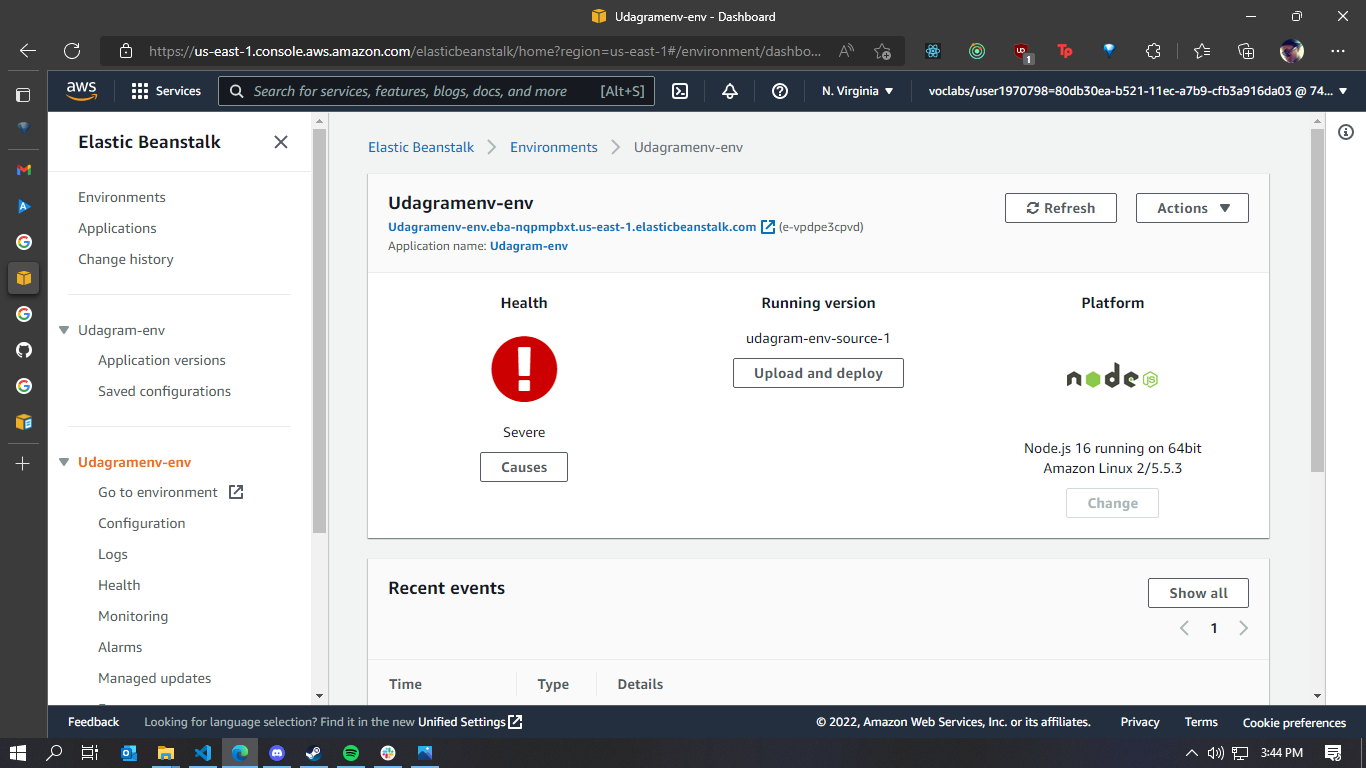 Udagramenv-env - Dashboard
https://us-east-1.console.aws.amazon.com/elasticbeanstalk/home?region=us-east-1#/environment/dashbo...
aws
Services
Search for services, features, blogs, docs, and more [Alt+S]
N. Virginia
voclabs/user1970798=80db30ea-b521-11ec-a7b9-cfb3a916da03 @ 74...
Elastic Beanstalk
Environments
Applications
Change history
Udagram-env
Application versions
Saved configurations
Udagramenv-env
Go to environment
Configuration
Logs
Health
Monitoring
Alarms
Managed updates
Elastic Beanstalk
Environments
Udagramenv-env
Udagramenv-env
Udagramenv-env.eba-nqpmpbxt.us-east-1.elasticbeanstalk.com (e-vpdpe3cpvd)
Application name: Udagram-env
Refresh
Actions
Health
Severe
Causes
Running version
udagram-env-source-1
Upload and deploy
Platform
node JS
Node.js 16 running on 64bit
Amazon Linux 2/5.5.3
Change
Recent events
Show all
1
Time
Type
Details
Feedback
Looking for language selection? Find it in the new Unified Settings
© 2022, Amazon Web Services, Inc. or its affiliates.
Privacy
Terms
Cookie preferences
3:44 PM